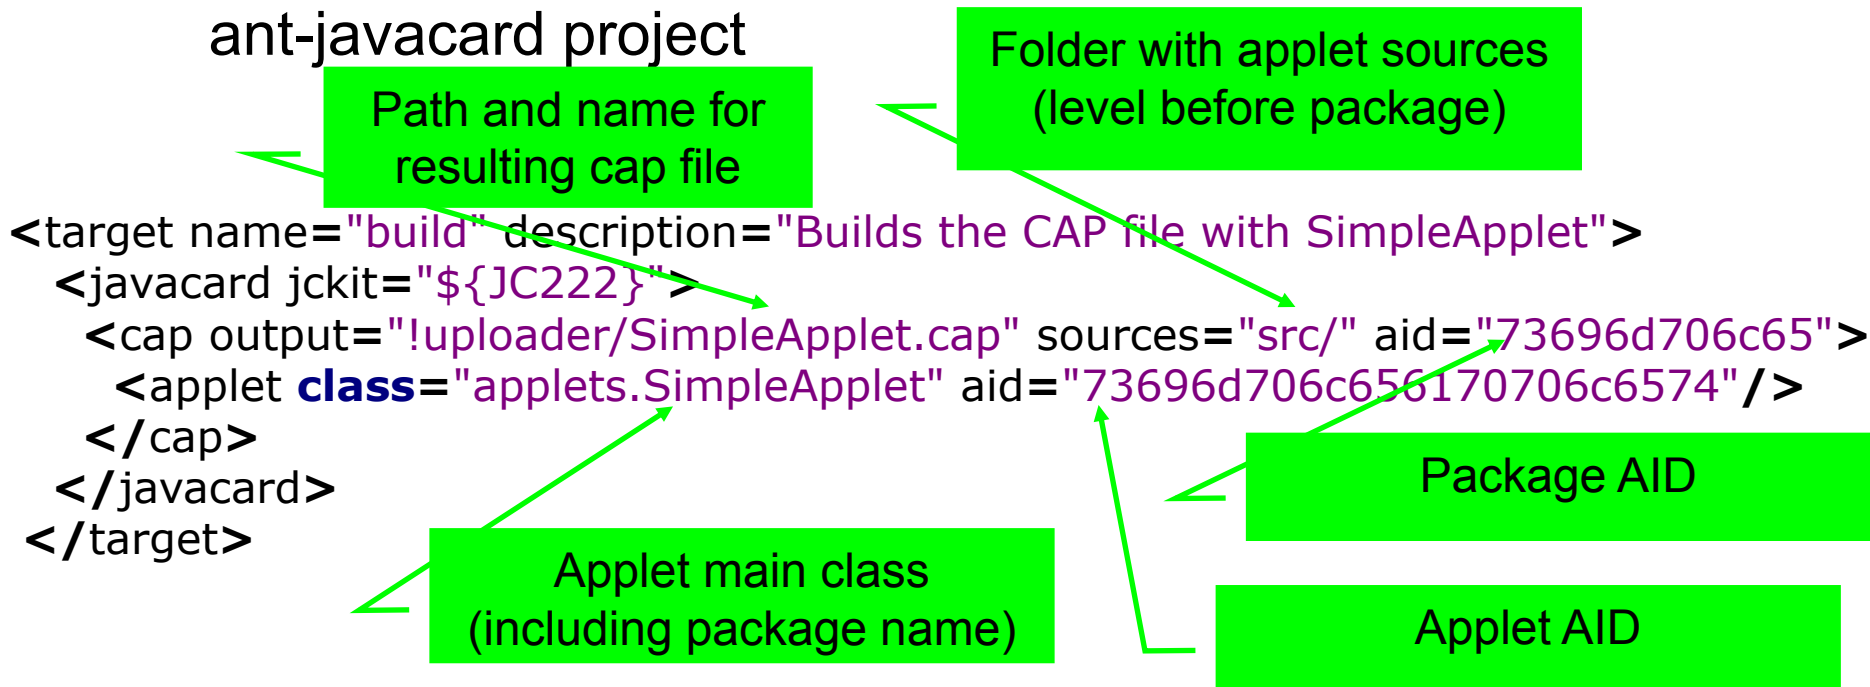 ant-javacard project
Folder with applet sources
(level before package)
Path and name for
resulting cap file
<target name="build" description="Builds the CAP file with SimpleApplet">
<javacard jckit="${JC222}">
<cap output="!uploader/SimpleApplet.cap" sources="src/" aid="73696d706c65">
<applet class="applets.SimpleApplet" aid="73696d706c656170706c6574"/>
</cap>
</javacard>
</target>
Package AID
Applet main class
(including package name)
Applet AID